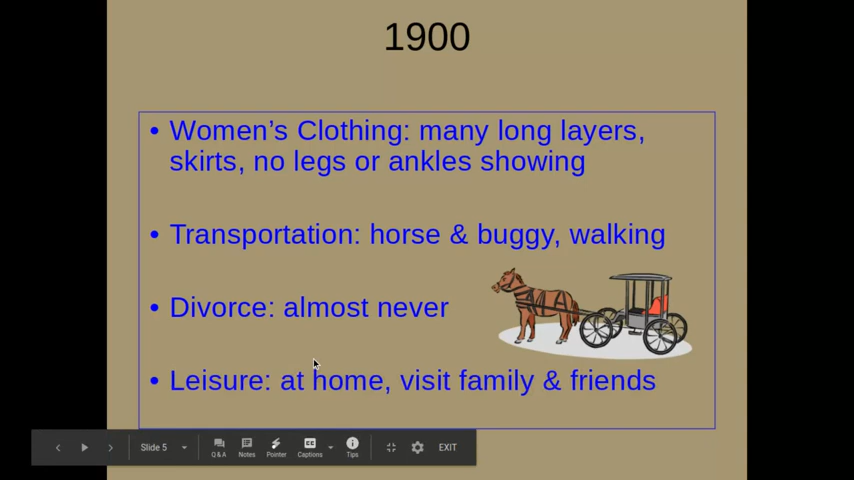 1900
• Women’s Clothing: many long layers,
skirts, no legs or ankles showing
• Transportation: horse & buggy, walking
• Divorce: almost never
• Leisure: at home, visit family & friends
Slide 5
Q & A Notes Pointer CC Captions Tips EXIT